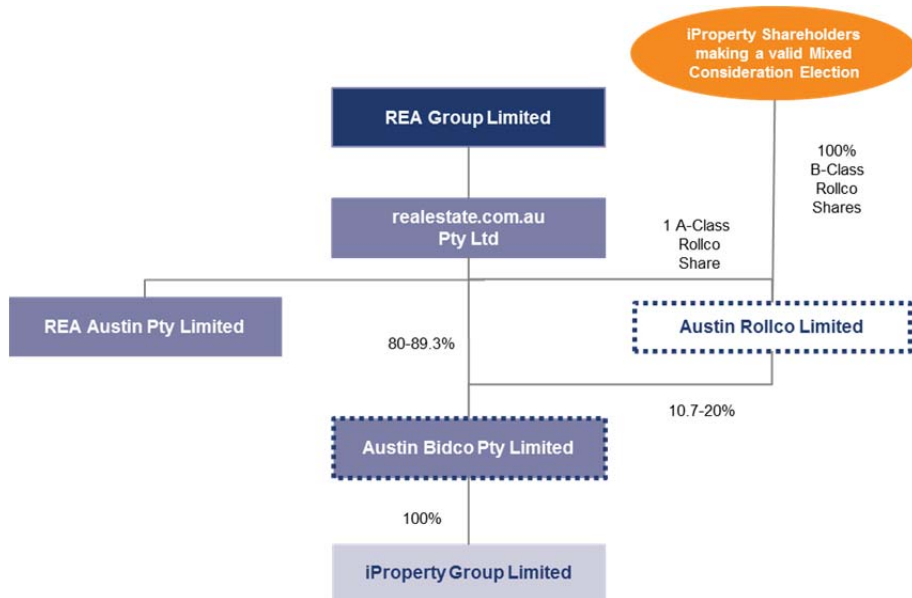 iProperty Shareholders
making a valid Mixed
Consideration Election
REA Group Limited
100%
B-Class
Rollco
Shares
realestate.com.au
Pty Ltd
1 A-Class
Rollco
Share
REA Austin Pty Limited
Austin Rollco Limited
80-89.3%
10.7-20%
Austin Bidco Pty Limited
100%
iProperty Group Limited